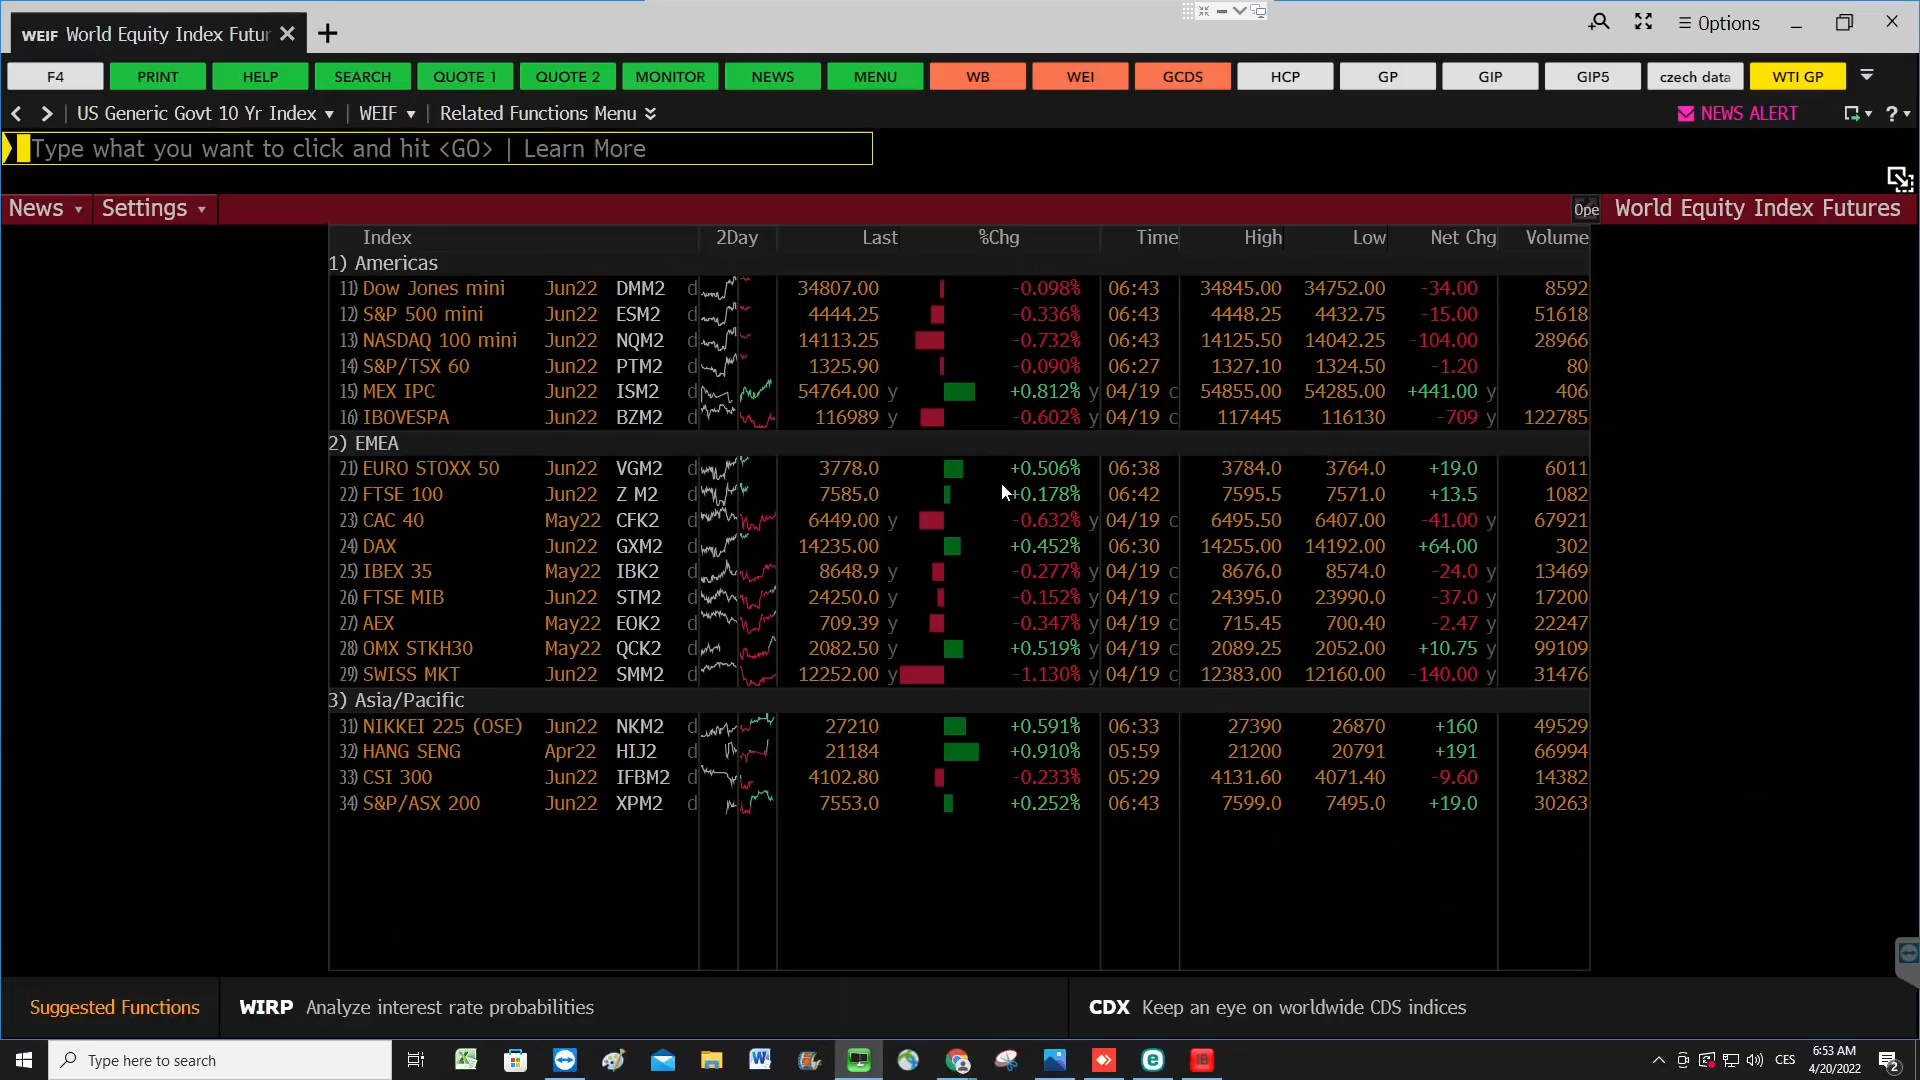 WEIF World Equity Index Futur
Options
F4 PRINT HELP SEARCH QUOTE 1 QUOTE 2 MONITOR NEWS MENU WB WEI GCDS HCP GP GIP GIP5 czech data WTI GP
US Generic Govt 10 Yr Index WEIF Related Functions Menu NEWS ALERT ?
Type what you want to click and hit <GO> | Learn More
News Settings Ope World Equity Index Futures
Index 2Day Last %Chg Time High Low Net Chg Volume
1) Americas
11) Dow Jones mini Jun22 DMM2 d 34807.00 -0.098% 06:43 34845.00 34752.00 -34.00 8592
12) S&P 500 mini Jun22 ESM2 d 4444.25 -0.336% 06:43 4448.25 4432.75 -15.00 51618
13) NASDAQ 100 mini Jun22 NQM2 d 14113.25 -0.732% 06:43 14125.50 14042.25 -104.00 28966
14) S&P/TSX 60 Jun22 PTM2 d 1325.90 -0.090% 06:27 1327.10 1324.50 -1.20 80
15) MEX IPC Jun22 ISM2 d 54764.00 y +0.812% y 04/19 c 54855.00 54285.00 +441.00 y 406
16) IBOVESPA Jun22 BZM2 d 116989 y -0.602% y 04/19 c 117445 116130 -709 y 122785
2) EMEA
21) EURO STOXX 50 Jun22 VGM2 d 3778.0 +0.506% 06:38 3784.0 3764.0 +19.0 6011
22) FTSE 100 Jun22 Z M2 d 7585.0 +0.178% 06:42 7595.5 7571.0 +13.5 1082
23) CAC 40 May22 CFK2 d 6449.00 y -0.632% y 04/19 c 6495.50 6407.00 -41.00 y 67921
24) DAX Jun22 GXM2 d 14235.00 +0.452% 06:30 14255.00 14192.00 +64.00 302
25) IBEX 35 May22 IBK2 d 8648.9 y -0.277% y 04/19 c 8676.0 8574.0 -24.0 y 13469
26) FTSE MIB Jun22 STM2 d 24250.0 y -0.152% y 04/19 c 24395.0 23990.0 -37.0 y 17200
27) AEX May22 EOK2 d 709.39 y -0.347% y 04/19 c 715.45 700.40 -2.47 y 22247
28) OMX STKH30 May22 QCK2 d 2082.50 y +0.519% y 04/19 c 2089.25 2052.00 +10.75 y 99109
29) SWISS MKT Jun22 SMM2 d 12252.00 y -1.130% y 04/19 c 12383.00 12160.00 -140.00 y 31476
3) Asia/Pacific
31) NIKKEI 225 (OSE) Jun22 NKM2 d 27210 +0.591% 06:33 27390 26870 +160 49529
32) HANG SENG Apr22 HIJ2 d 21184 +0.910% 05:59 21200 20791 +191 66994
33) CSI 300 Jun22 IFBM2 d 4102.80 -0.233% 05:29 4131.60 4071.40 -9.60 14382
34) S&P/ASX 200 Jun22 XPM2 d 7553.0 +0.252% 06:43 7599.0 7495.0 +19.0 30263
Suggested Functions WIRP Analyze interest rate probabilities CDX Keep an eye on worldwide CDS indices
Type here to search IB CES 6:53 AM
4/20/2022 2